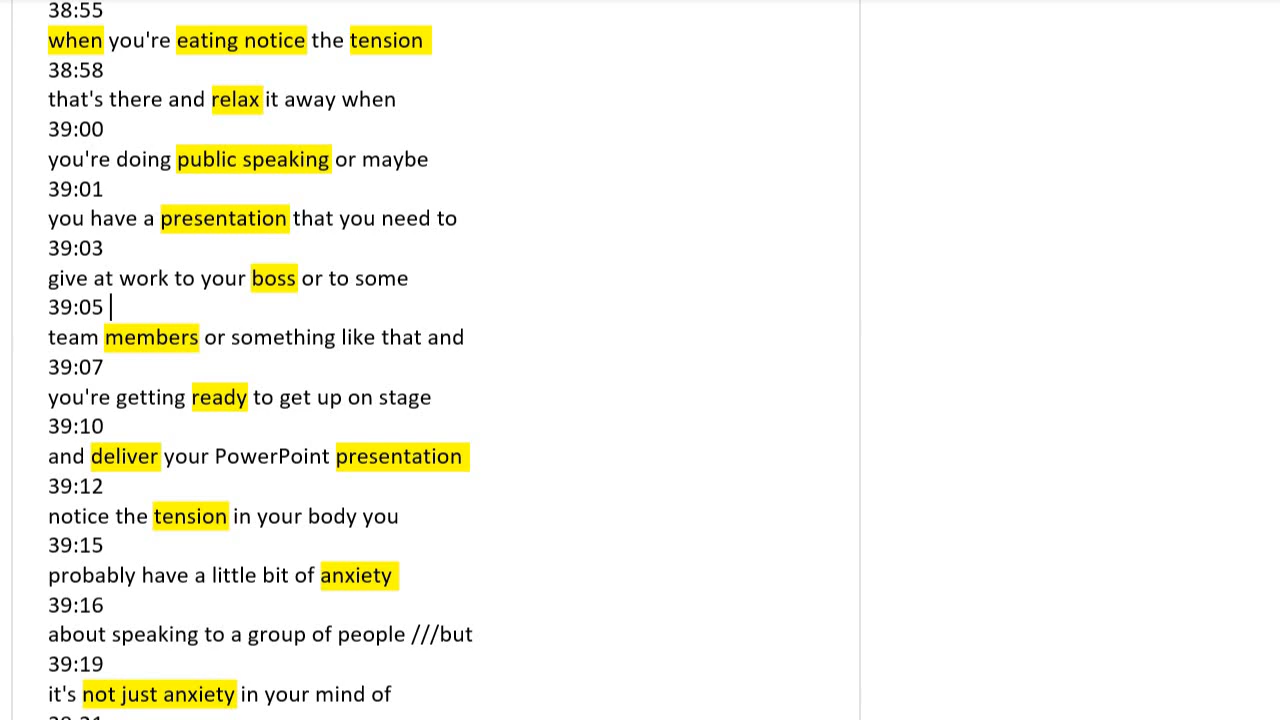 38:55
when you're eating notice the tension
38:58
that's there and relax it away when
39:00
you're doing public speaking or maybe
39:01
you have a presentation that you need to
39:03
give at work to your boss or to some
39:05
team members or something like that and
39:07
you're getting ready to get up on stage
39:10
and deliver your PowerPoint presentation
39:12
notice the tension in your body you
39:15
probably have a little bit of anxiety
39:16
about speaking to a group of people ///but
39:19
it's not just anxiety in your mind of